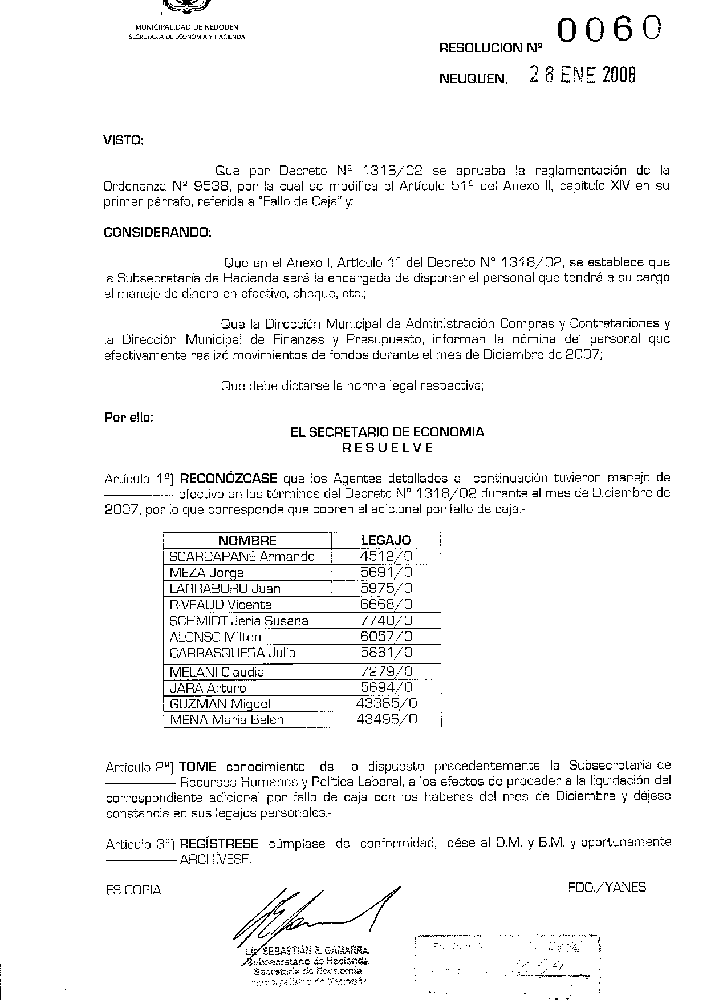 MUNICIPALIDAD DE NEUQUEN
SECRETARIA DE ECONOMIA Y HACIENDA
RESOLUCION Nº 0060
NEUQUEN, 28 ENE 2008
VISTO:
Que por Decreto Nº 1318/02 se aprueba la reglamentación de la
Ordenanza Nº 9538, por la cual se modifica el Artículo 51º del Anexo II, capítulo XIV en su
primer párrafo, referida a "Fallo de Caja" y;
CONSIDERANDO:
Que en el Anexo I, Artículo 1º del Decreto Nº 1318/02, se establece que
la Subsecretaría de Hacienda será la encargada de disponer el personal que tendrá a su cargo
el manejo de dinero en efectivo, cheque, etc.;
Que la Dirección Municipal de Administración Compras y Contrataciones y
la Dirección Municipal de Finanzas y Presupuesto, informan la nómina del personal que
efectivamente realizó movimientos de fondos durante el mes de Diciembre de 2007;
Que debe dictarse la norma legal respectiva;
Por ello:
EL SECRETARIO DE ECONOMIA
R E S U E L V E
Artículo 1º) RECONÓZCASE que los Agentes detallados a continuación tuvieron manejo de
efectivo en los términos del Decreto Nº 1318/02 durante el mes de Diciembre de
2007, por lo que corresponde que cobren el adicional por fallo de caja.-
NOMBRE LEGAJO
SCARDAPANE Armando 4512/0
MEZA Jorge 5691/0
LARRABURU Juan 5975/0
RIVEAUD Vicente 6668/0
SCHMIDT Jeria Susana 7740/0
ALONSO Milton 6057/0
CARRASQUERA Julio 5881/0
MELANI Claudia 7279/0
JARA Arturo 5694/0
GUZMAN Miguel 43385/0
MENA Maria Belen 43496/0
Artículo 2º) TOME conocimiento de lo dispuesto precedentemente la Subsecretaria de
Recursos Humanos y Política Laboral, a los efectos de proceder a la liquidación del
correspondiente adicional por fallo de caja con los haberes del mes de Diciembre y déjese
constancia en sus legajos personales.-
Artículo 3º) REGÍSTRESE cúmplase de conformidad, dése al D.M. y B.M. y oportunamente
ARCHÍVESE.-
ES COPIA
FDO./YANES
Lic. SEBASTIÁN E. GAMARRA
Subsecretario de Hacienda
Secretaria de Economía
Municipalidad de Neuquén
Oficial
1654